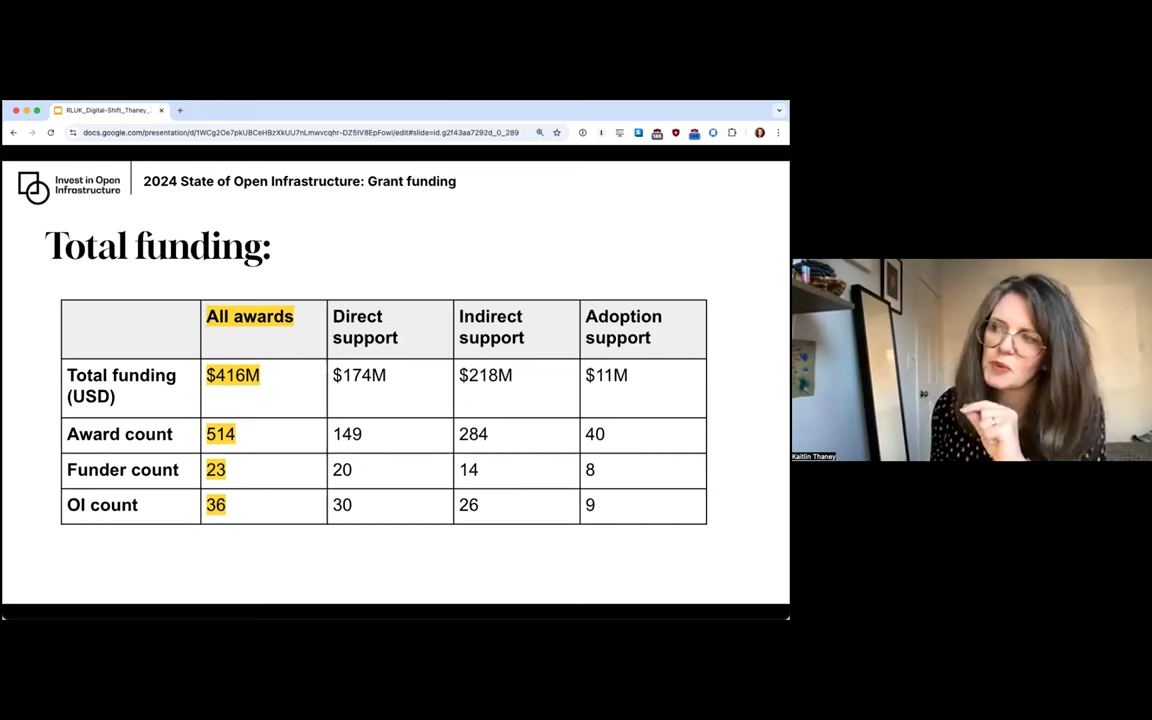 RLUK_Digital-Shift_Thaney_
docs.google.com/presentation/d/1WCg2Oe7pkUBCeHBzXkUU7nLmwvcqhr-DZ5IV8EpFowI/edit#slide=id.g2f43aa7292d_0_289
Invest in Open
Infrastructure
2024 State of Open Infrastructure: Grant funding
Total funding:
All awards
Direct
support
Indirect
support
Adoption
support
Total funding
(USD)
$416M
$174M
$218M
$11M
Award count
514
149
284
40
Funder count
23
20
14
8
OI count
36
30
26
9
Kaitlin Thaney